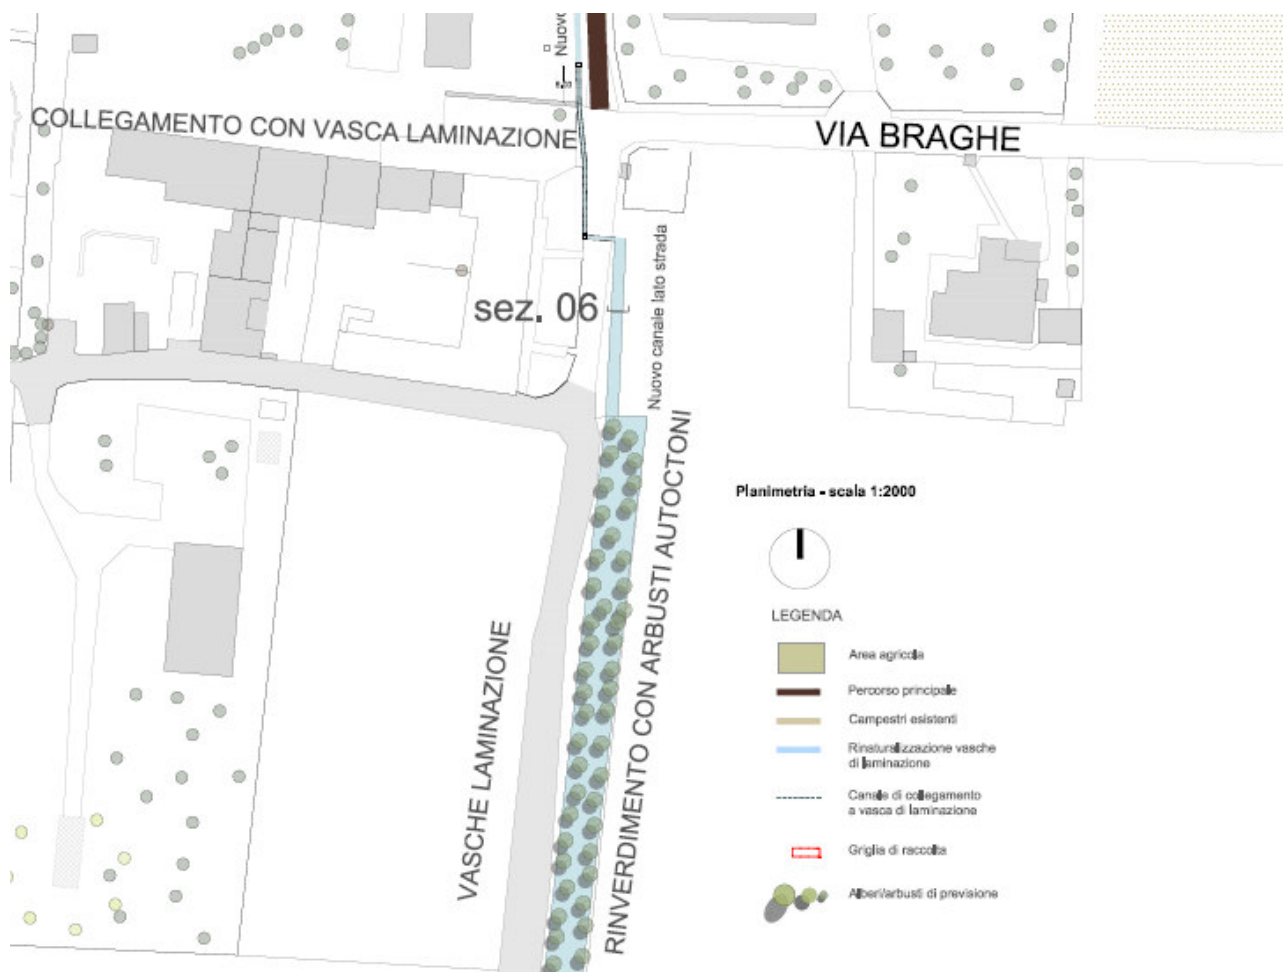 Nuovo
COLLEGAMENTO CON VASCA LAMINAZIONE
VIA BRAGHE
sez. 06
Nuovo canale lato strada
RINVERDIMENTO CON ARBUSTI AUTOCTONI
VASCHE LAMINAZIONE
Planimetria - scala 1:2000
LEGENDA
Area agricola
Percorso principale
Campestri esistenti
Rinaturalizzazione vasche
di laminazione
Canale di collegamento
a vasca di laminazione
Griglia di raccolta
Alberi/arbusti di previsione